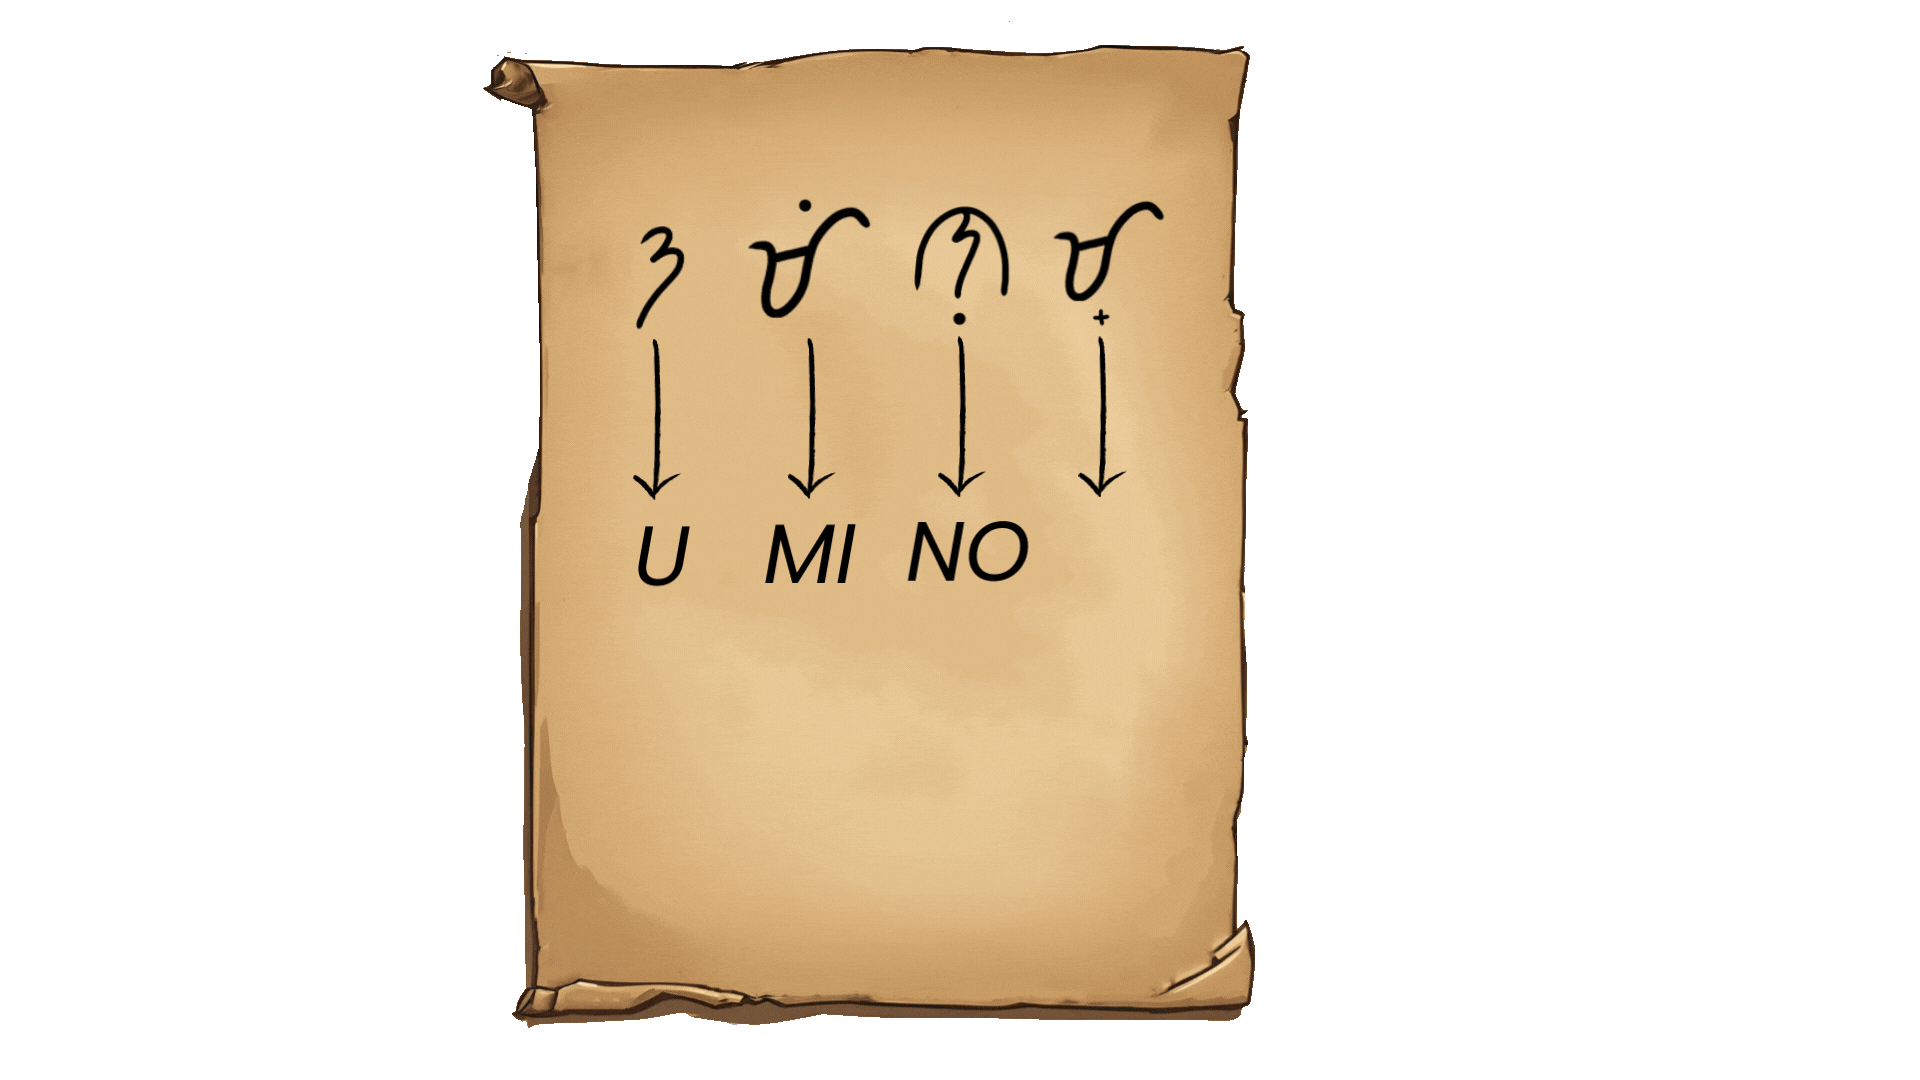 ᜂ ᜋᜒ ᜈᜓ ᜋ᜔
U MI NO